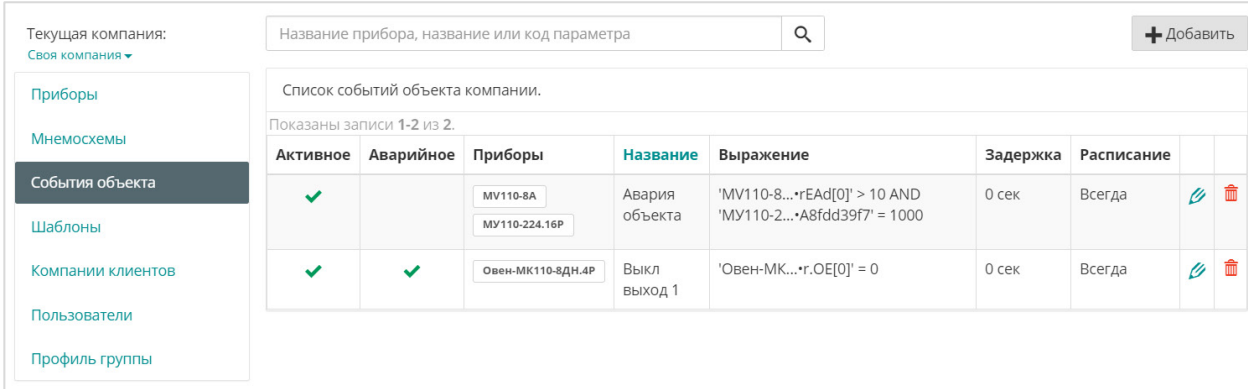 Текущая компания:
Своя компания
Название прибора, название или код параметра
Добавить
Приборы
Мнемосхемы
События объекта
Шаблоны
Компании клиентов
Пользователи
Профиль группы
Список событий объекта компании.
Показаны записи 1-2 из 2.
Активное Аварийное Приборы Название Выражение Задержка Расписание
MV110-8A
МУ110-224.16Р
Авария
объекта
'MV110-8...•rEAd[0]' > 10 AND
'МУ110-2...•A8fdd39f7' = 1000
0 сек
Всегда
Овен-МК110-8ДН.4Р
Выкл
выход 1
'Овен-МК...•r.OE[0]' = 0
0 сек
Всегда